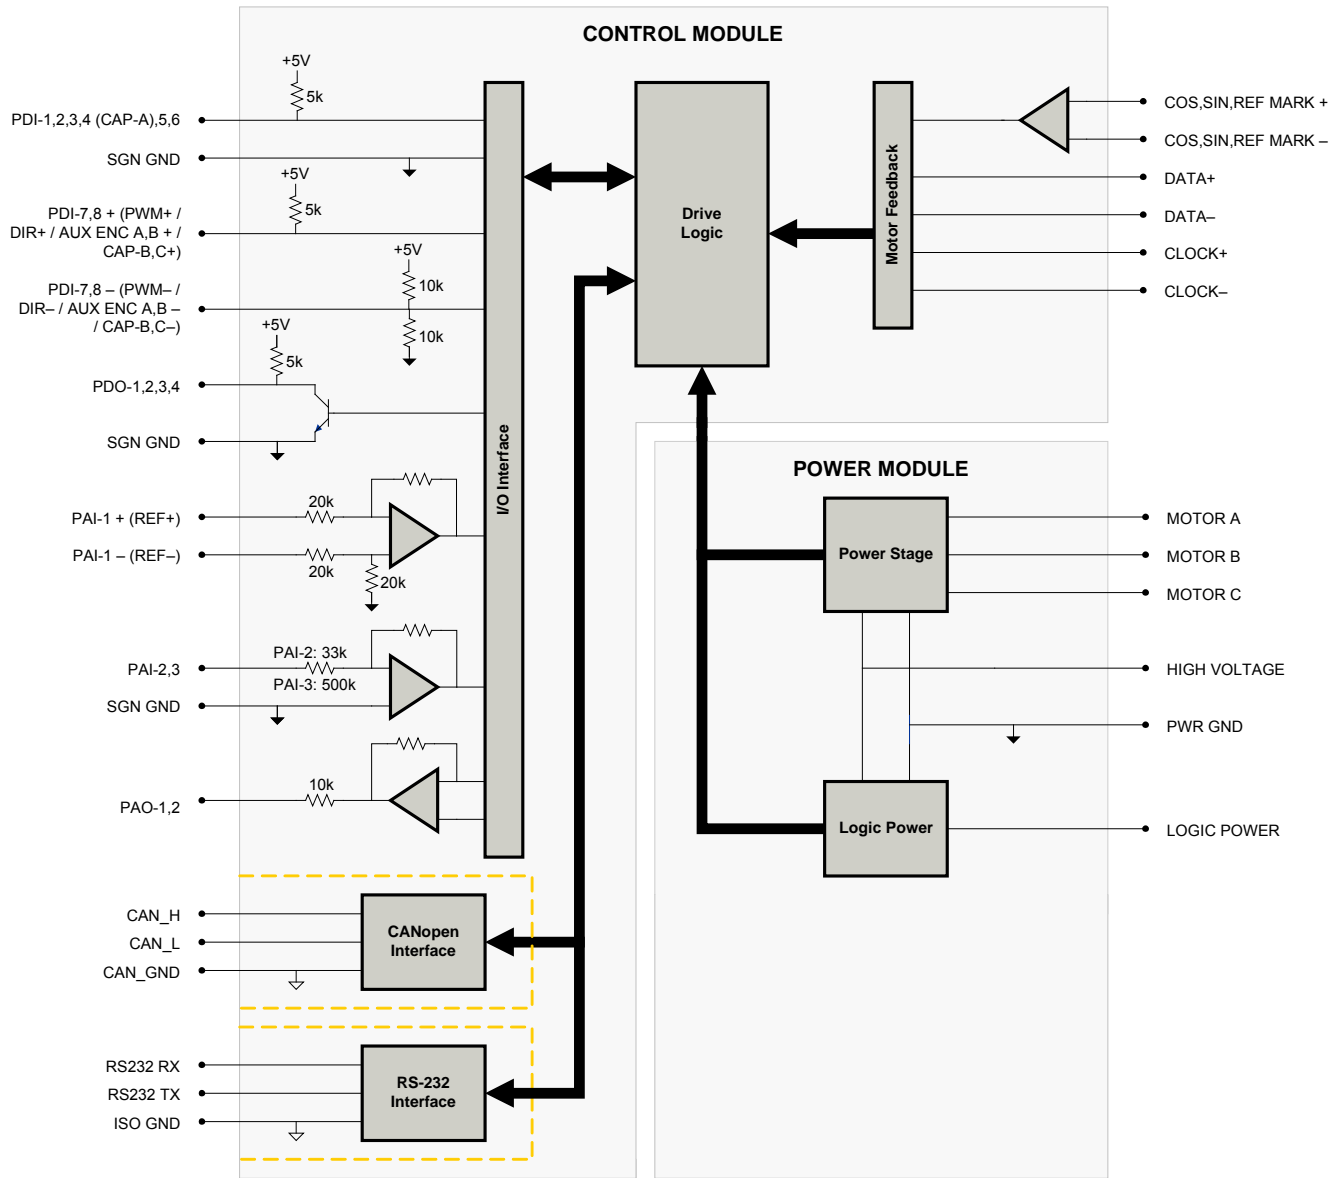 CONTROL MODULE
+5V
5k
PDI-1,2,3,4 (CAP-A),5,6
SGN GND
+5V
5k
PDI-7,8 + (PWM+ /
DIR+ / AUX ENC A,B + /
CAP-B,C+)
+5V
10k
PDI-7,8 – (PWM– /
DIR– / AUX ENC A,B –
/ CAP-B,C–)
10k
+5V
5k
PDO-1,2,3,4
SGN GND
20k
PAI-1 + (REF+)
PAI-1 – (REF–)
20k
20k
PAI-2: 33k
PAI-2,3
PAI-3: 500k
SGN GND
10k
PAO-1,2
I/O Interface
CAN_H
CAN_L
CAN_GND
CANopen
Interface
RS232 RX
RS232 TX
ISO GND
RS-232
Interface
Drive
Logic
Motor Feedback
COS,SIN,REF MARK +
COS,SIN,REF MARK –
DATA+
DATA–
CLOCK+
CLOCK–
POWER MODULE
Power Stage
MOTOR A
MOTOR B
MOTOR C
HIGH VOLTAGE
PWR GND
Logic Power
LOGIC POWER